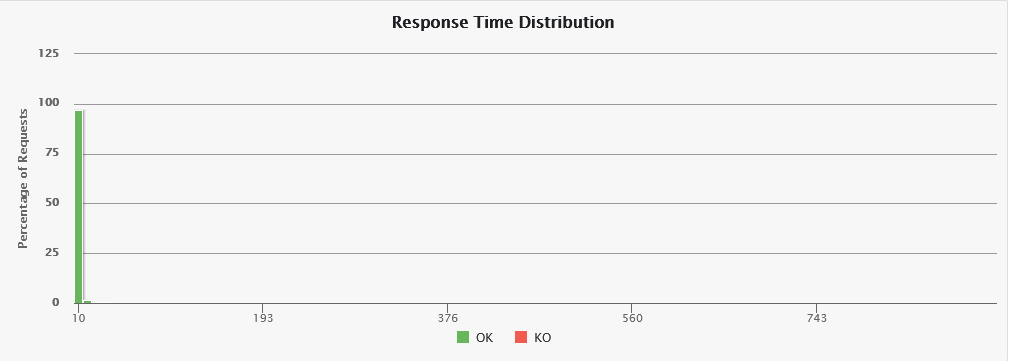 Response Time Distribution
125
100
75
50
25
0
Percentage of Requests
10 193 376 560 743
OK KO